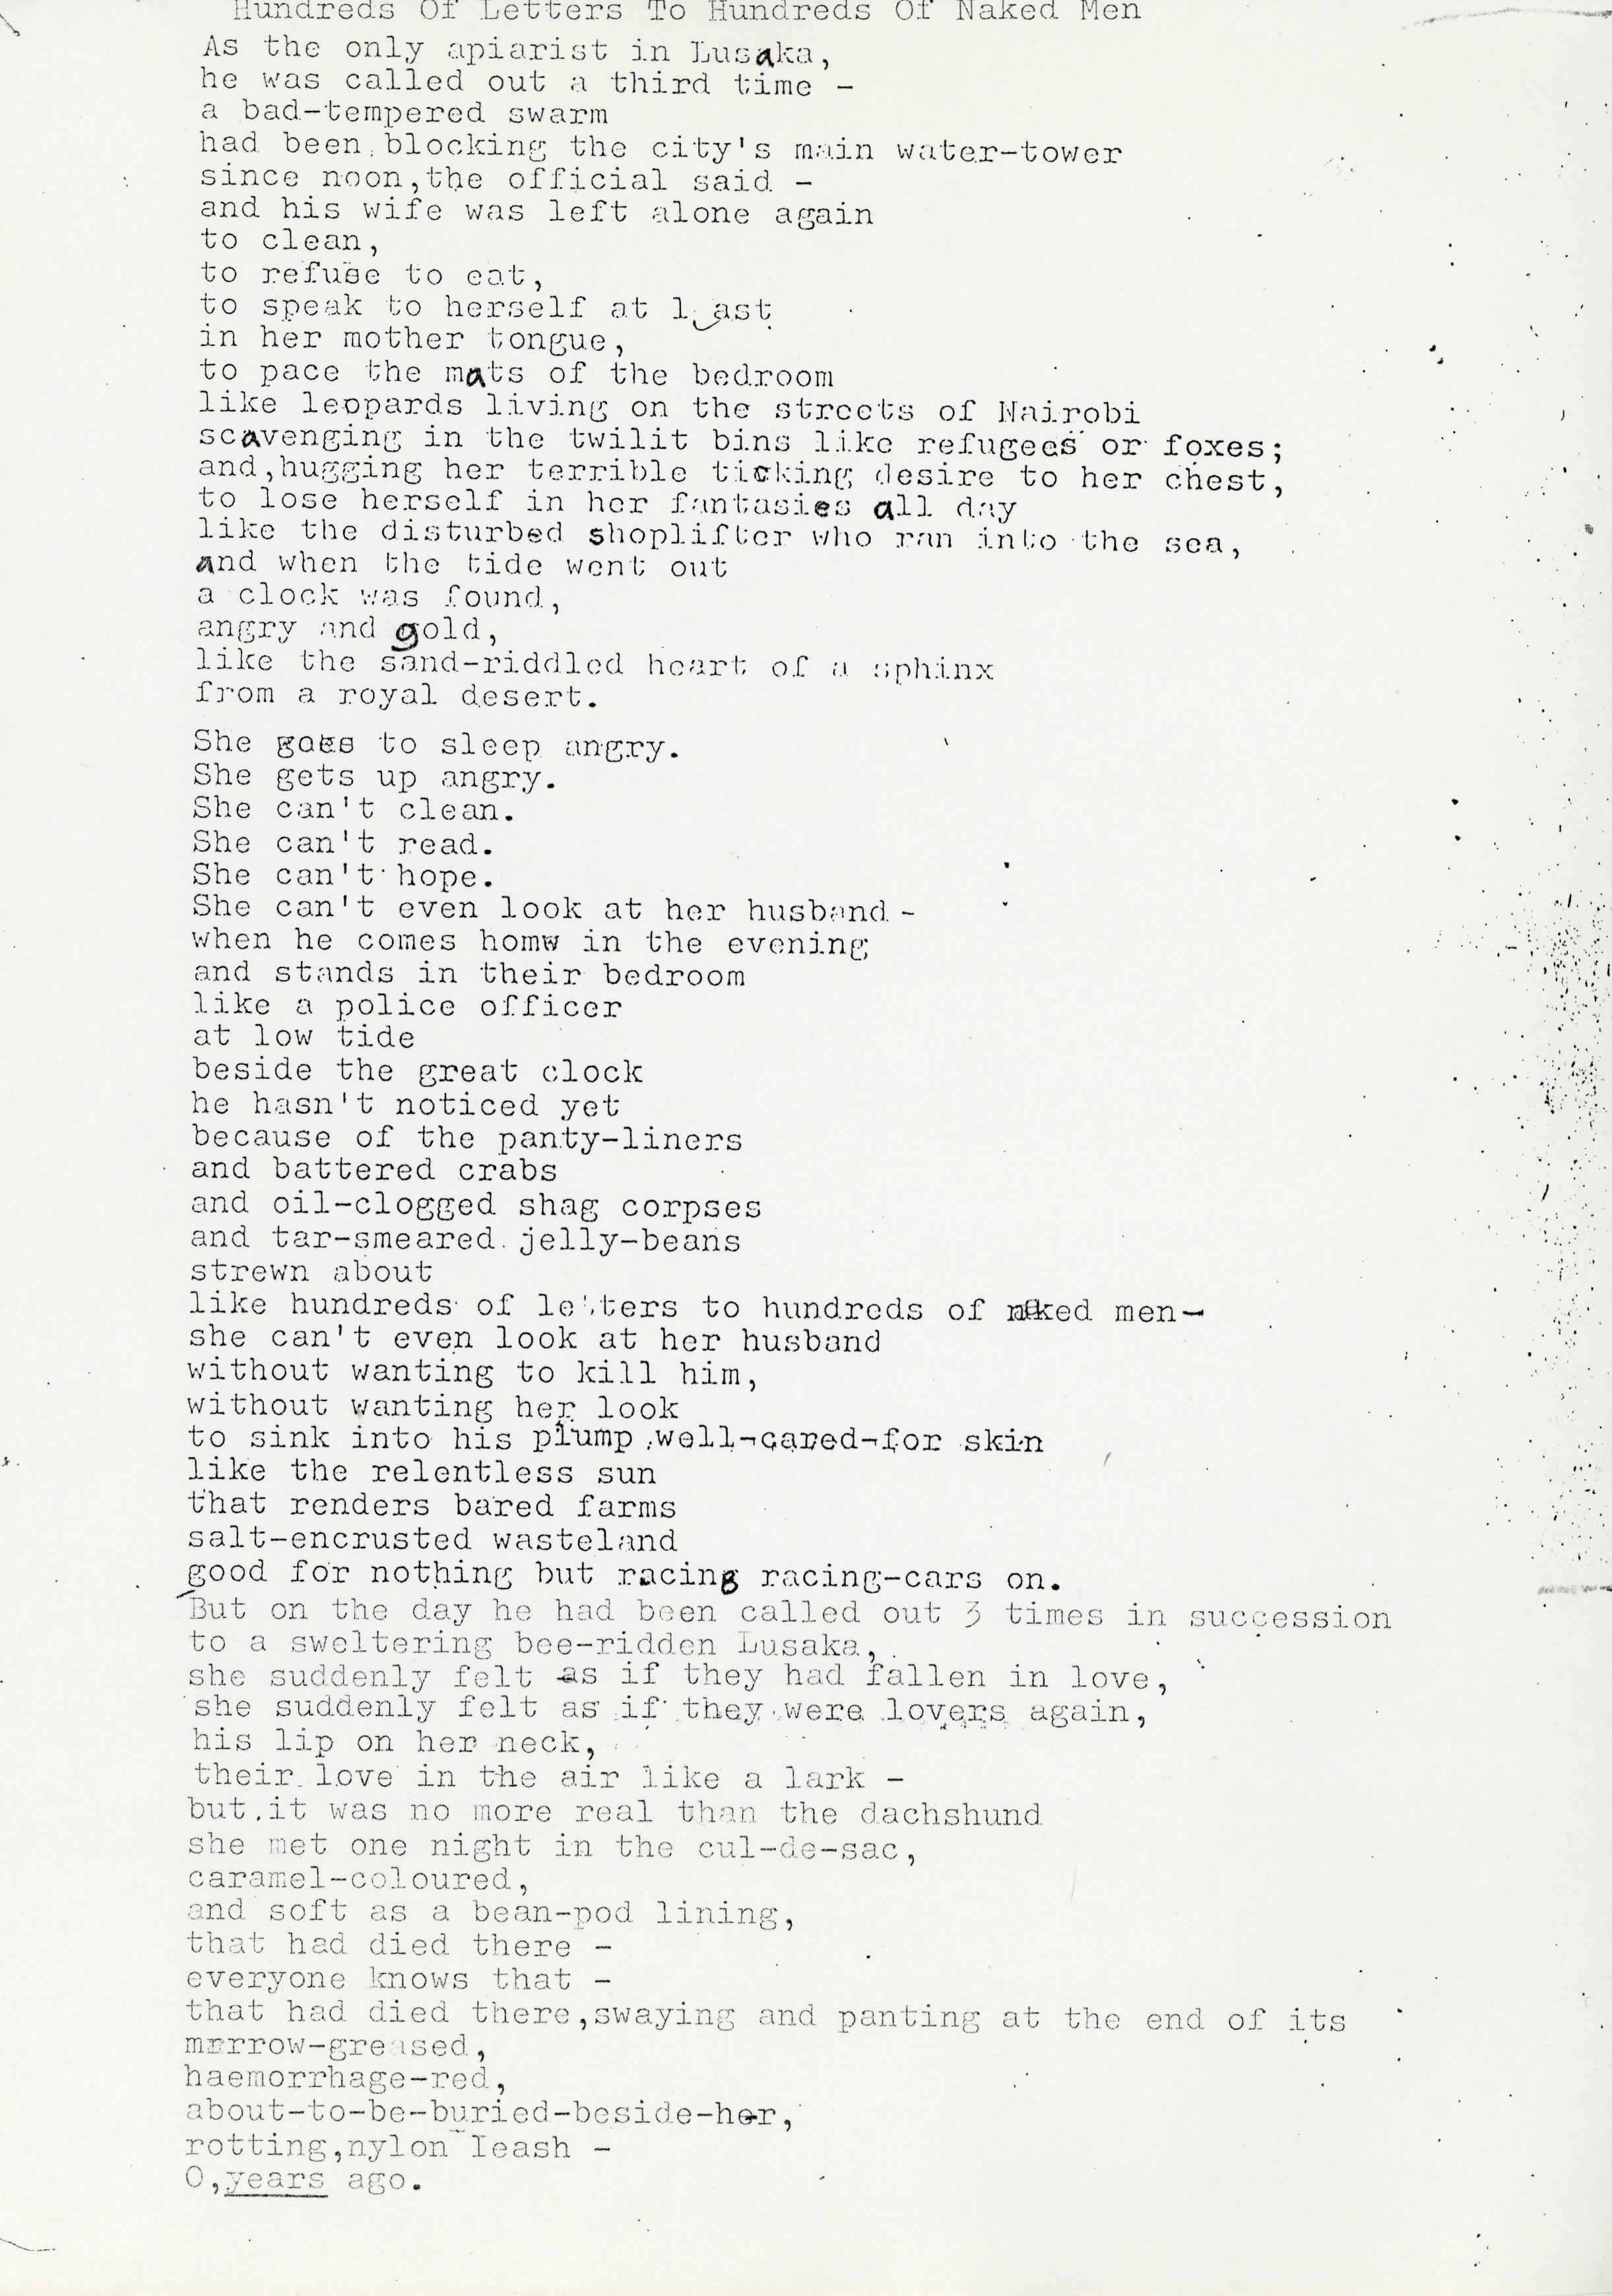 Hundreds Of Letters To Hundreds Of Naked Men
As the only apiarist in Lusaka,
he was called out a third time -
a bad-tempered swarm
had been blocking the city's main water-tower
since noon,the official said -
and his wife was left alone again
to clean,
to refuse to eat,
to speak to herself at last
in her mother tongue,
to pace the mats of the bedroom
like leopards living on the streets of Nairobi
scavenging in the twilit bins like refugees or foxes;
and,hugging her terrible ticking desire to her chest,
to lose herself in her fantasies all day
like the disturbed shoplifter who ran into the sea,
and when the tide went out
a clock was found,
angry and gold,
like the sand-riddled heart of a sphinx
from a royal desert.
She goes to sleep angry.
She gets up angry.
She can't clean.
She can't read.
She can't hope.
She can't even look at her husband -
when he comes homw in the evening
and stands in their bedroom
like a police officer
at low tide
beside the great clock
he hasn't noticed yet
because of the panty-liners
and battered crabs
and oil-clogged shag corpses
and tar-smeared jelly-beans
strewn about
like hundreds of letters to hundreds of naked men-
she can't even look at her husband
without wanting to kill him,
without wanting her look
to sink into his plump well-cared-for skin
like the relentless sun
that renders bared farms
salt-encrusted wasteland
good for nothing but racing racing-cars on.
But on the day he had been called out 3 times in succession
to a sweltering bee-ridden Lusaka,
she suddenly felt as if they had fallen in love,
she suddenly felt as if they were lovers again,
his lip on her neck,
their love in the air like a lark -
but it was no more real than the dachshund
she met one night in the cul-de-sac,
caramel-coloured,
and soft as a bean-pod lining,
that had died there -
everyone knows that -
that had died there,swaying and panting at the end of its
marrow-greased,
haemorrhage-red,
about-to-be-buried-beside-her,
rotting,nylon leash -
O,years ago.